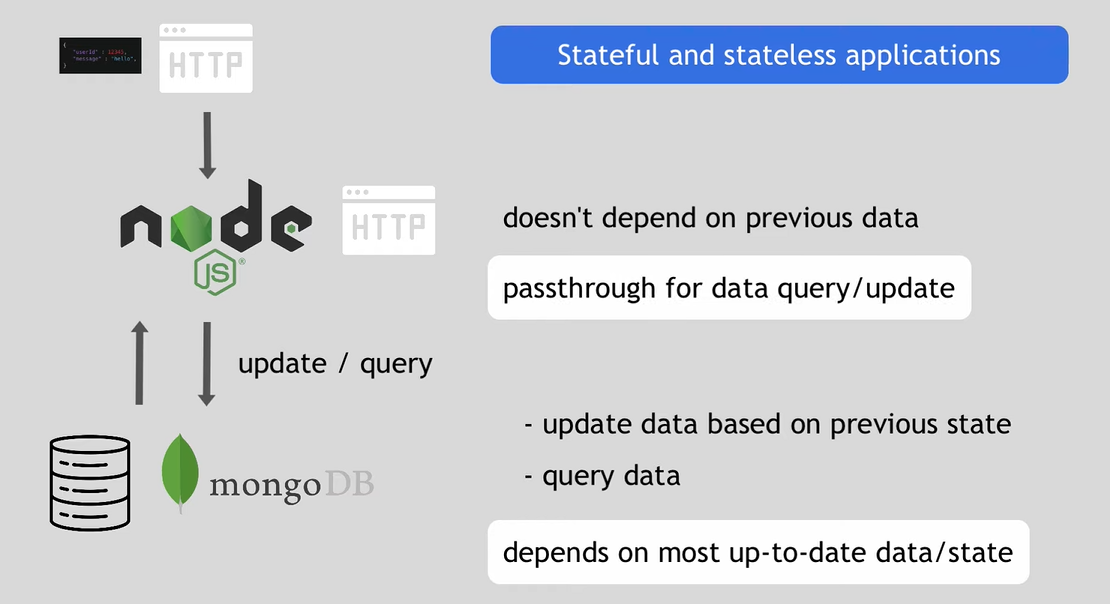 {
"userId" : 12345,
"message" : "hello",
}
HTTP
Stateful and stateless applications
node
JS
HTTP
doesn't depend on previous data
passthrough for data query/update
update / query
- update data based on previous state
- query data
mongoDB
depends on most up-to-date data/state